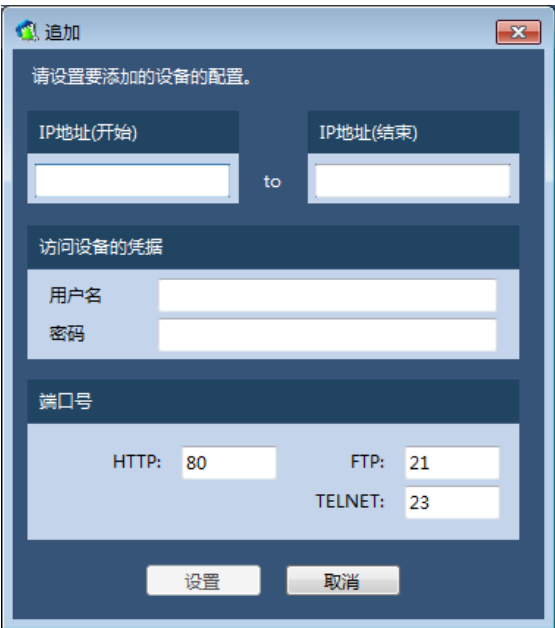 追加
请设置要添加的设备的配置。
IP地址(开始) IP地址(结束)
to
访问设备的凭据
用户名
密码
端口号
HTTP: 80 FTP: 21
TELNET: 23
设置 取消